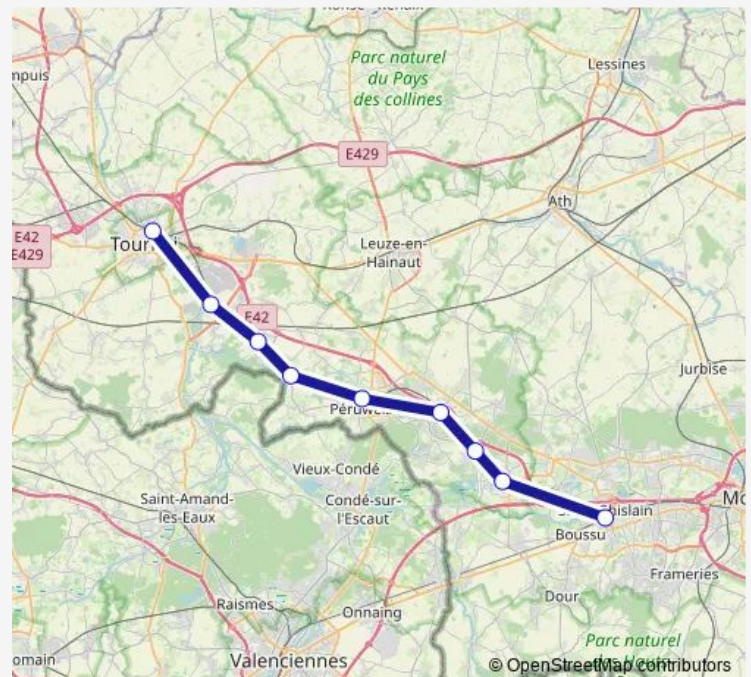 Parc naturel
du Pays
des collines
Lessines
E429
Ath
E42
E429
Leuze-en-
Hainaut
E42
Jurbise
Vieux-Condé
Saint-Amand-
les-Eaux
Condé-sur-
l'Escaut
Boussu
Frameries
Dour
Raismes
Onnaing
Parc naturel
Valenciennes
© OpenStreetMap contributors